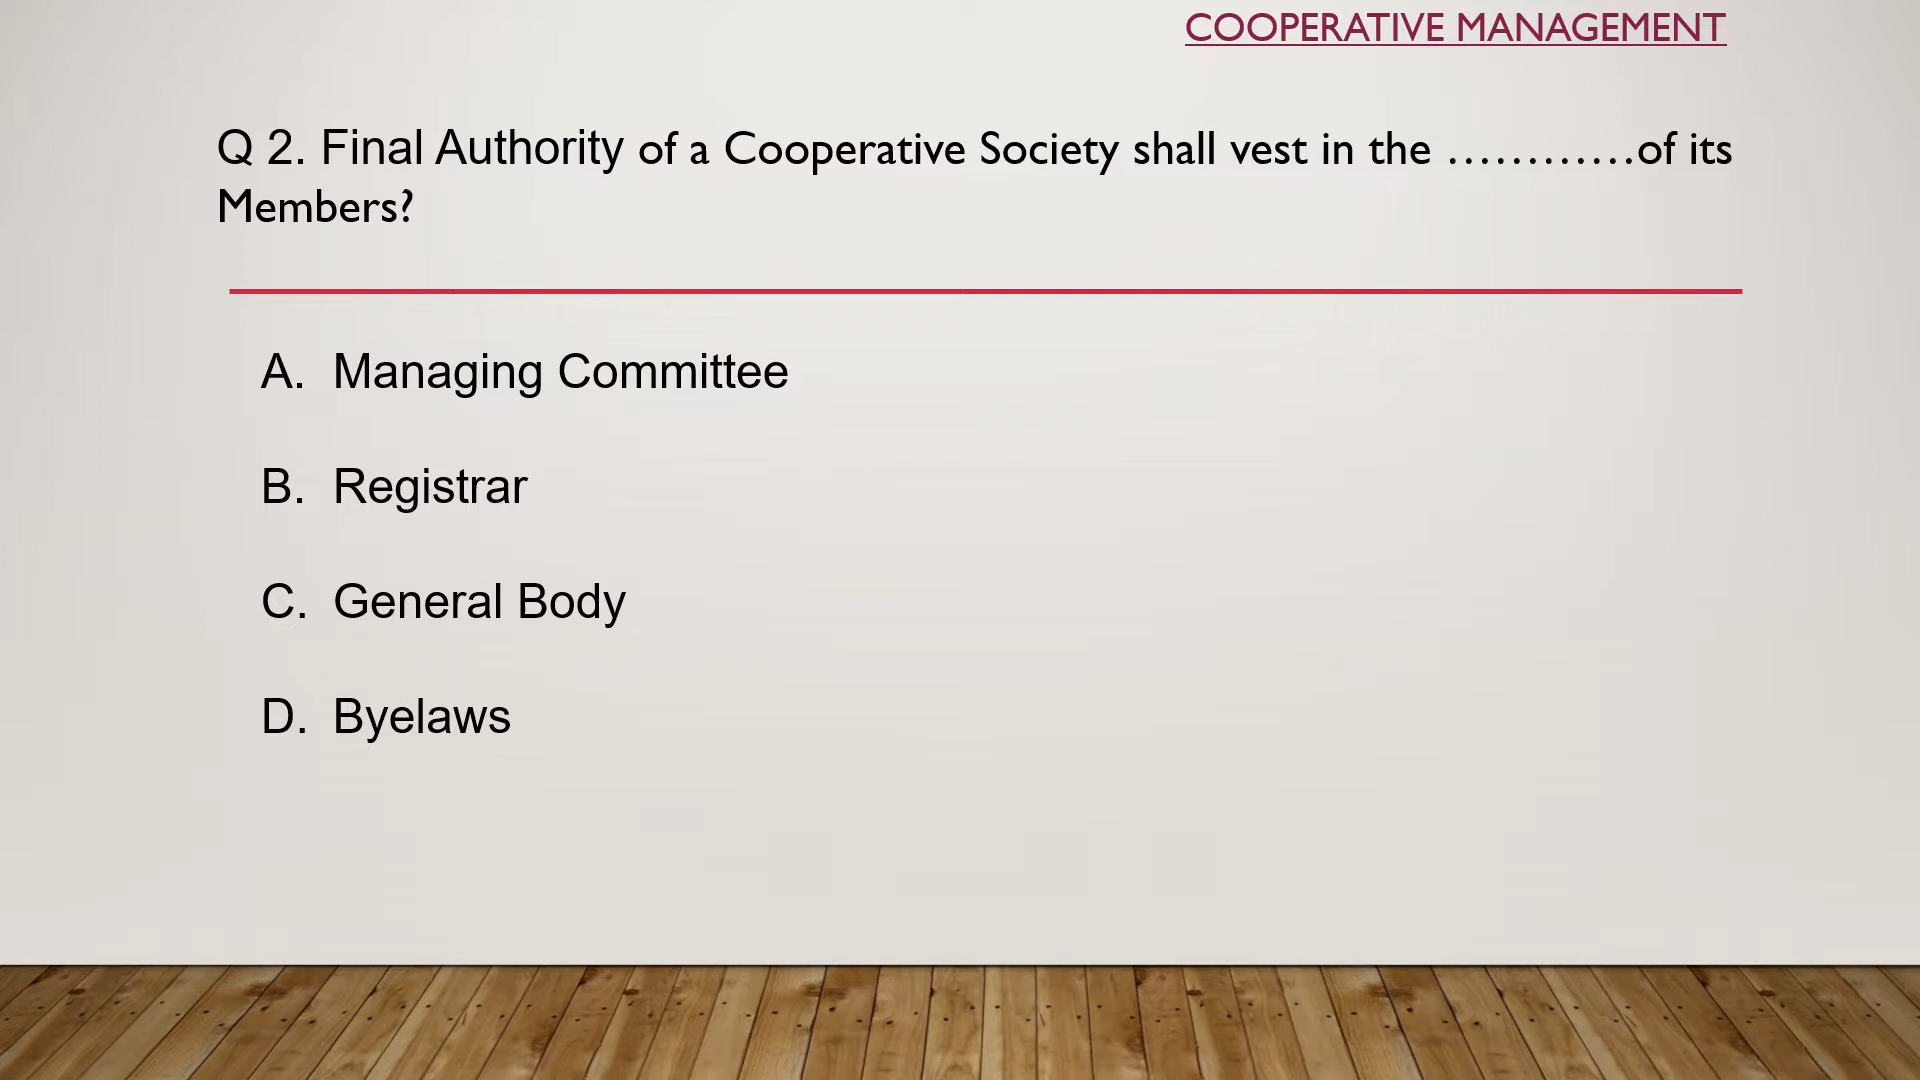 COOPERATIVE MANAGEMENT
Q 2. Final Authority of a Cooperative Society shall vest in the …………of its
Members?
A. Managing Committee
B. Registrar
C. General Body
D. Byelaws